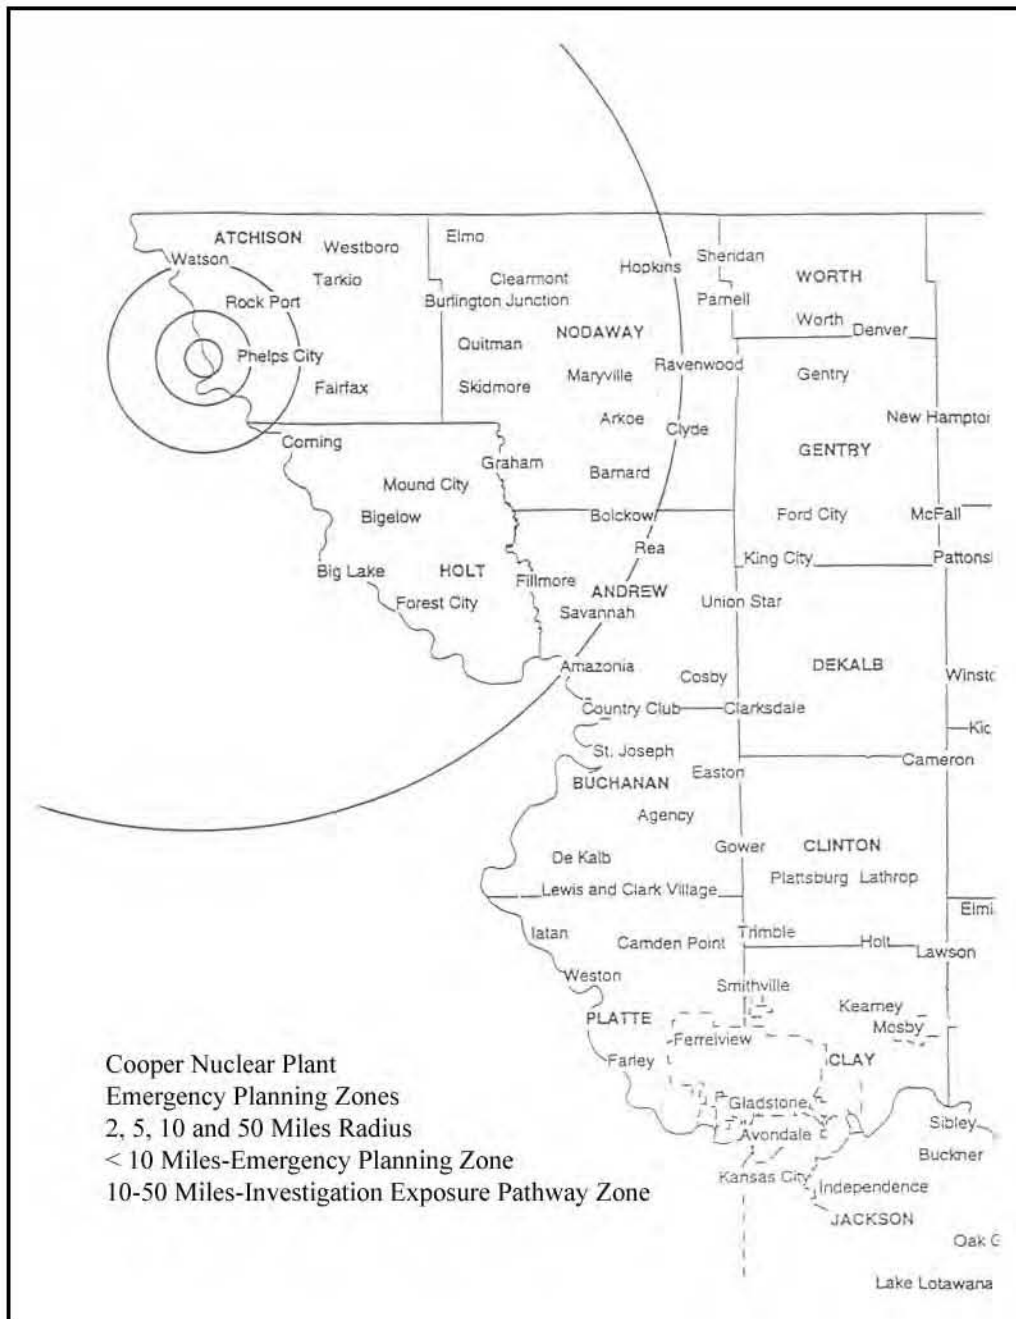 ATCHISON
Westboro
Elmo
Watson
Tarkio
Clearmont
Hopkins
Sheridan
WORTH
Rock Port
Burlington Junction
Parnell
Worth
Denver
Quitman
NODAWAY
Phelps City
Fairfax
Skidmore
Maryville
Ravenwood
Gentry
Arkoe
Clyde
New Hampton
Corning
Graham
GENTRY
Mound City
Barnard
Bigelow
Bolckow
Ford City
McFall
Rea
King City
Pattons
Big Lake
HOLT
Fillmore
ANDREW
Forest City
Savannah
Union Star
Amazonia
Cosby
DEKALB
Winsto
Country Club
Clarksdale
Kid
St. Joseph
Easton
Cameron
BUCHANAN
Agency
Gower
CLINTON
De Kalb
Plattsburg Lathrop
Lewis and Clark Village
Elmi
Iatan
Camden Point
Trimble
Holt
Lawson
Weston
Smithville
Kearney
PLATTE
Mosby
Ferrelview
Farley
CLAY
Gladstone
Avondale
Sibley
Buckner
Kansas City
Independence
JACKSON
Oak G
Lake Lotawana
Cooper Nuclear Plant
Emergency Planning Zones
2, 5, 10 and 50 Miles Radius
< 10 Miles-Emergency Planning Zone
10-50 Miles-Investigation Exposure Pathway Zone